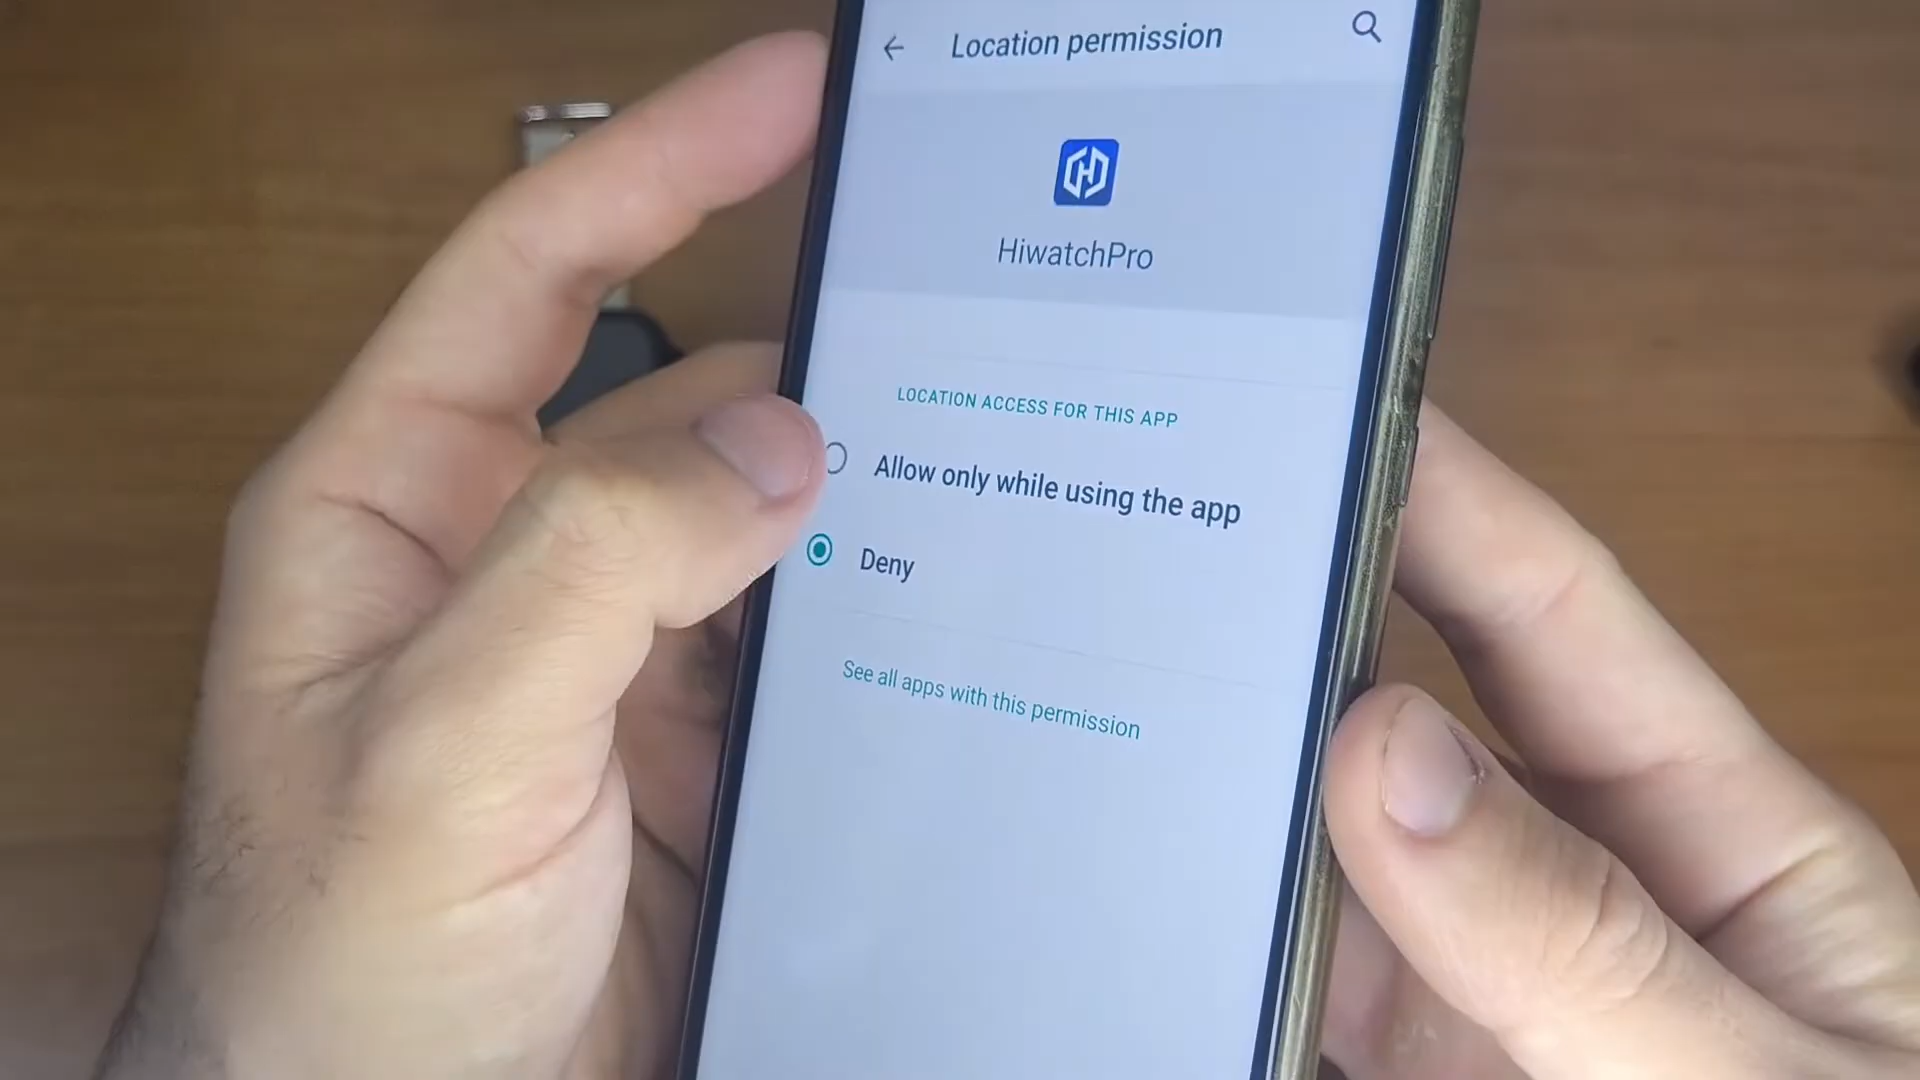 Location permission
HiwatchPro
LOCATION ACCESS FOR THIS APP
Allow only while using the app
Deny
See all apps with this permission